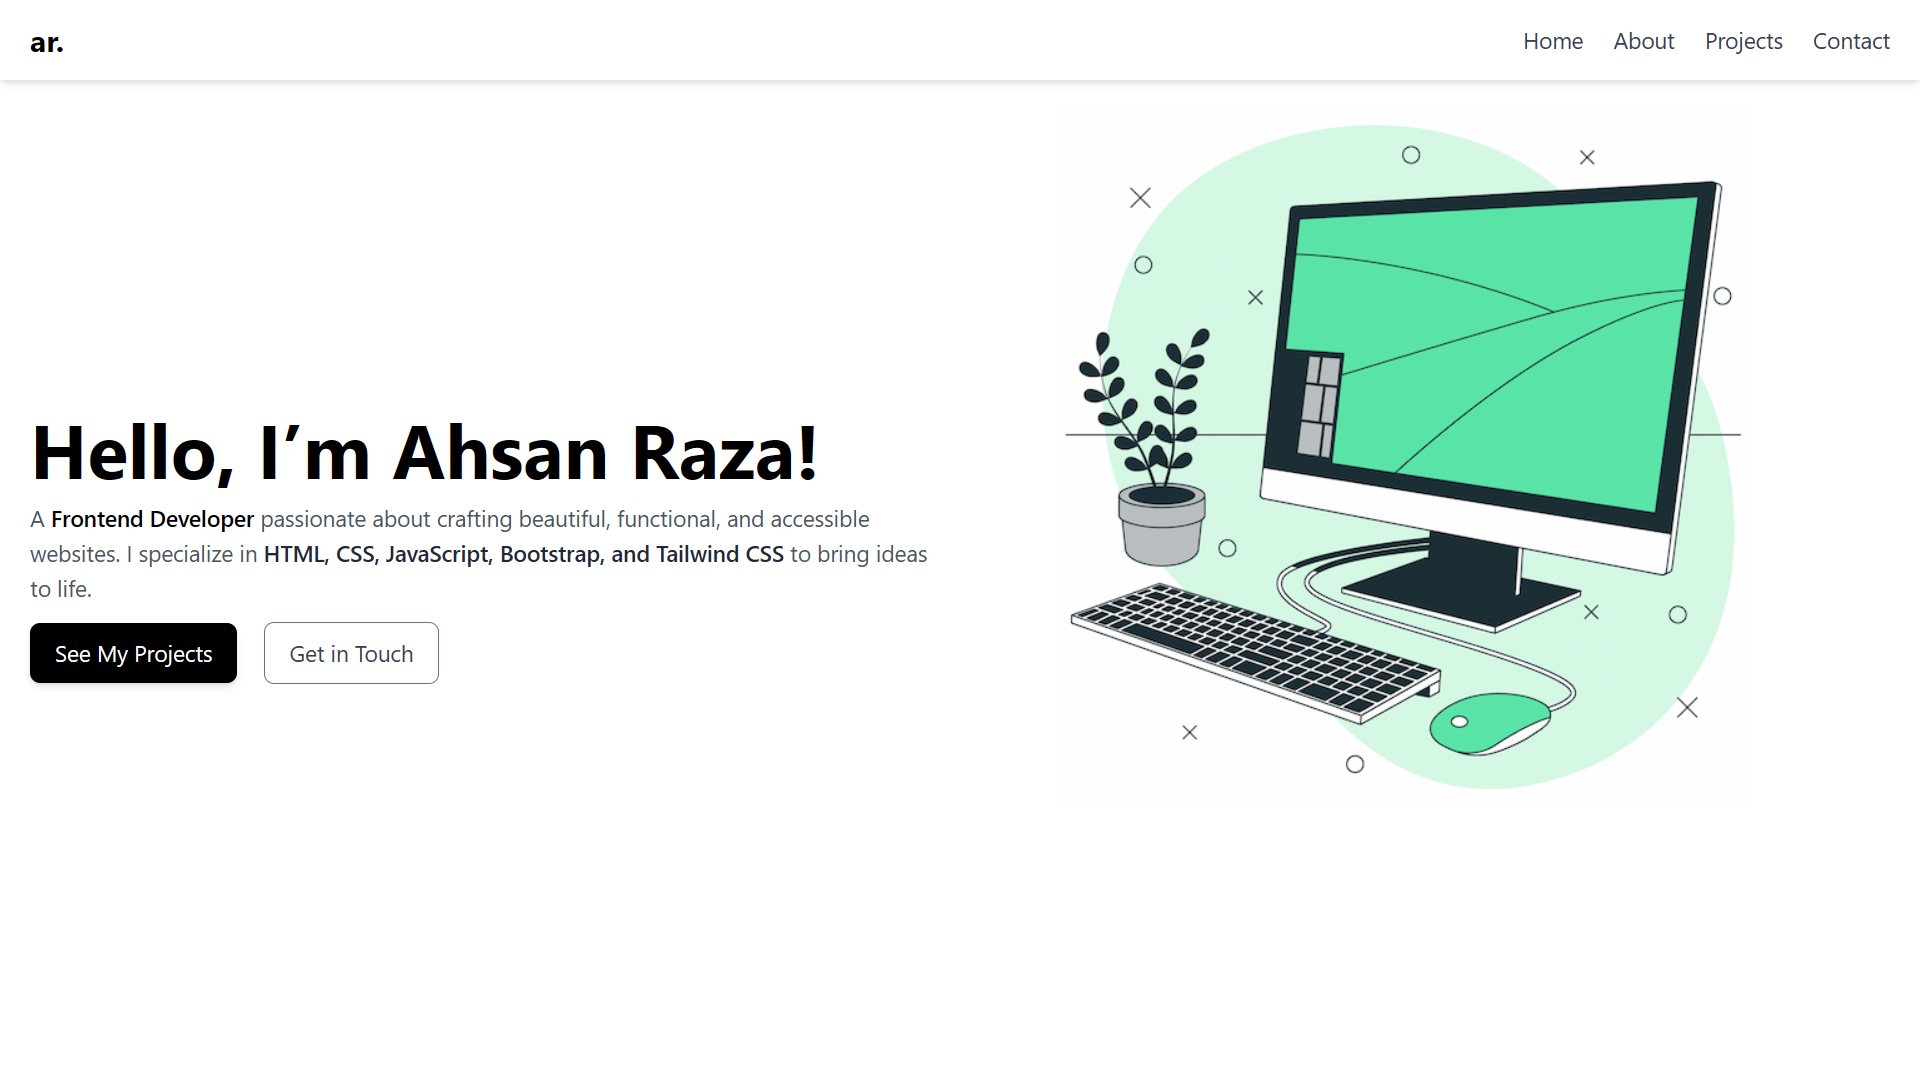 ar.
Home About Projects Contact
Hello, I’m Ahsan Raza!
A Frontend Developer passionate about crafting beautiful, functional, and accessible
websites. I specialize in HTML, CSS, JavaScript, Bootstrap, and Tailwind CSS to bring ideas
to life.
See My Projects Get in Touch